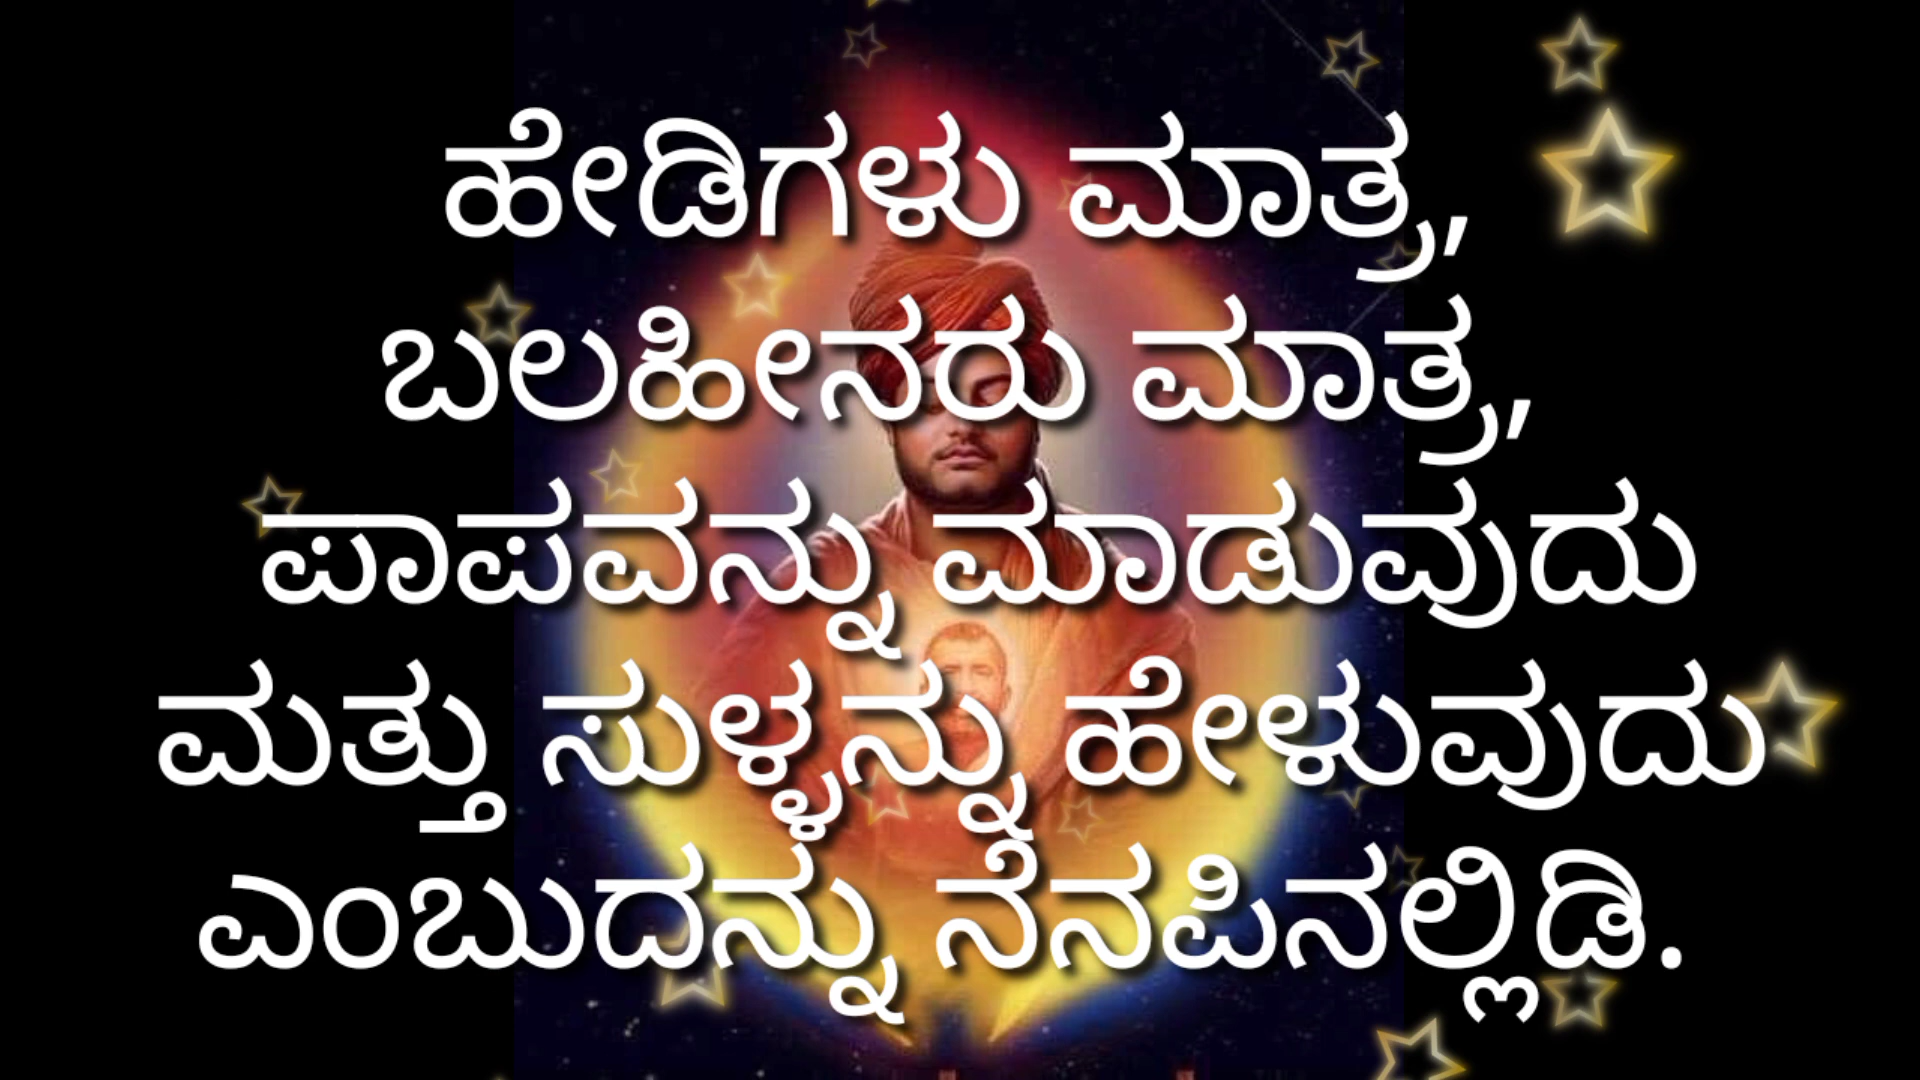 ಹೇಡಿಗಳು ಮಾತ್ರ,
ಬಲಹೀನರು ಮಾತ್ರ,
ಪಾಪವನ್ನು ಮಾಡುವುದು
ಮತ್ತು ಸುಳ್ಳನ್ನು ಹೇಳುವುದು
ಎಂಬುದನ್ನು ನೆನಪಿನಲ್ಲಿಡಿ.